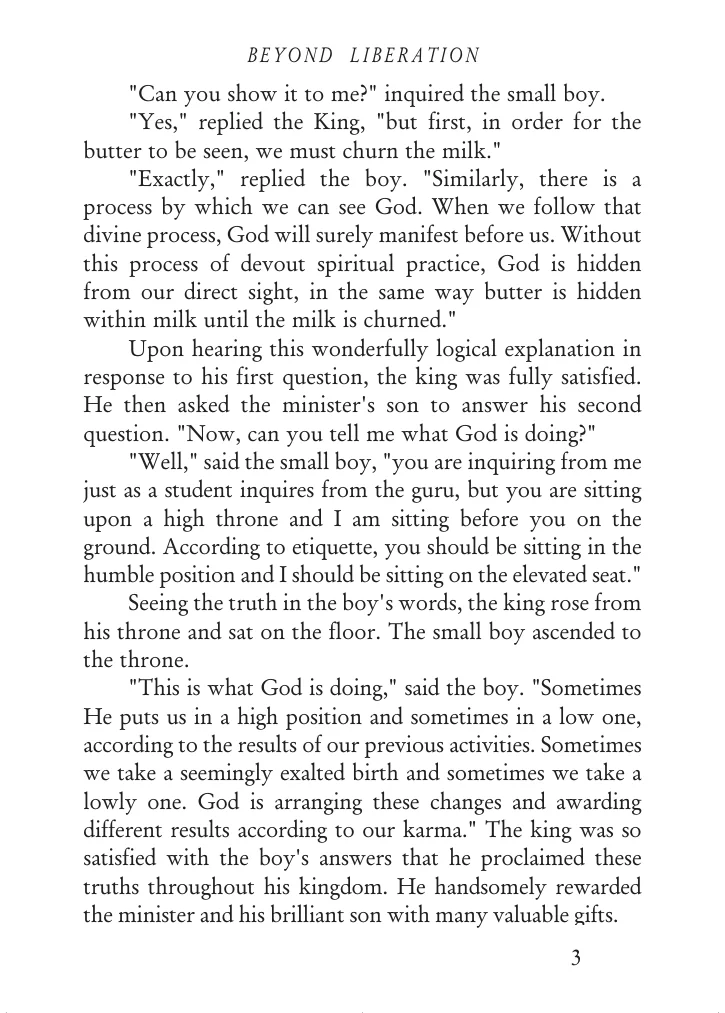 BEYOND LIBERATION
"Can you show it to me?" inquired the small boy.
"Yes," replied the King, "but first, in order for the
butter to be seen, we must churn the milk."
"Exactly," replied the boy. "Similarly, there is a
process by which we can see God. When we follow that
divine process, God will surely manifest before us. Without
this process of devout spiritual practice, God is hidden
from our direct sight, in the same way butter is hidden
within milk until the milk is churned."
Upon hearing this wonderfully logical explanation in
response to his first question, the king was fully satisfied.
He then asked the minister's son to answer his second
question. "Now, can you tell me what God is doing?"
"Well," said the small boy, "you are inquiring from me
just as a student inquires from the guru, but you are sitting
upon a high throne and I am sitting before you on the
ground. According to etiquette, you should be sitting in the
humble position and I should be sitting on the elevated seat."
Seeing the truth in the boy's words, the king rose from
his throne and sat on the floor. The small boy ascended to
the throne.
"This is what God is doing," said the boy. "Sometimes
He puts us in a high position and sometimes in a low one,
according to the results of our previous activities. Sometimes
we take a seemingly exalted birth and sometimes we take a
lowly one. God is arranging these changes and awarding
different results according to our karma." The king was so
satisfied with the boy's answers that he proclaimed these
truths throughout his kingdom. He handsomely rewarded
the minister and his brilliant son with many valuable gifts.
3